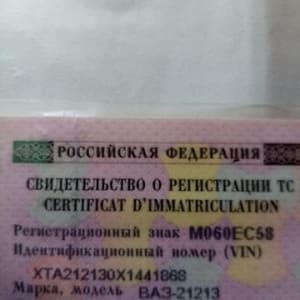 РОССИЙСКАЯ ФЕДЕРАЦИЯ
СВИДЕТЕЛЬСТВО О РЕГИСТРАЦИИ ТС
CERTIFICAT D'IMMATRICULATION
Регистрационный знак М060ЕС58
Идентификационный номер (VIN)
XTA212130X1441868
Марка, модель ВАЗ-21213